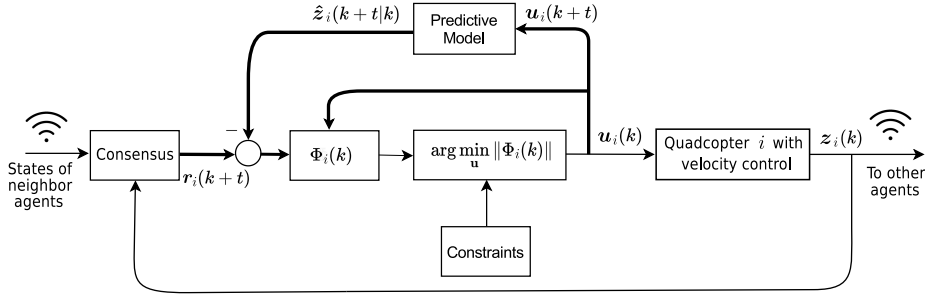 ẑ_i(k+t|k)
Predictive
Model
u_i(k+t)
−
Consensus
r_i(k+t)
Φ_i(k)
arg min ‖Φ_i(k)‖
u
u_i(k)
Quadcopter i with
velocity control
z_i(k)
States of
neighbor
agents
To other
agents
Constraints